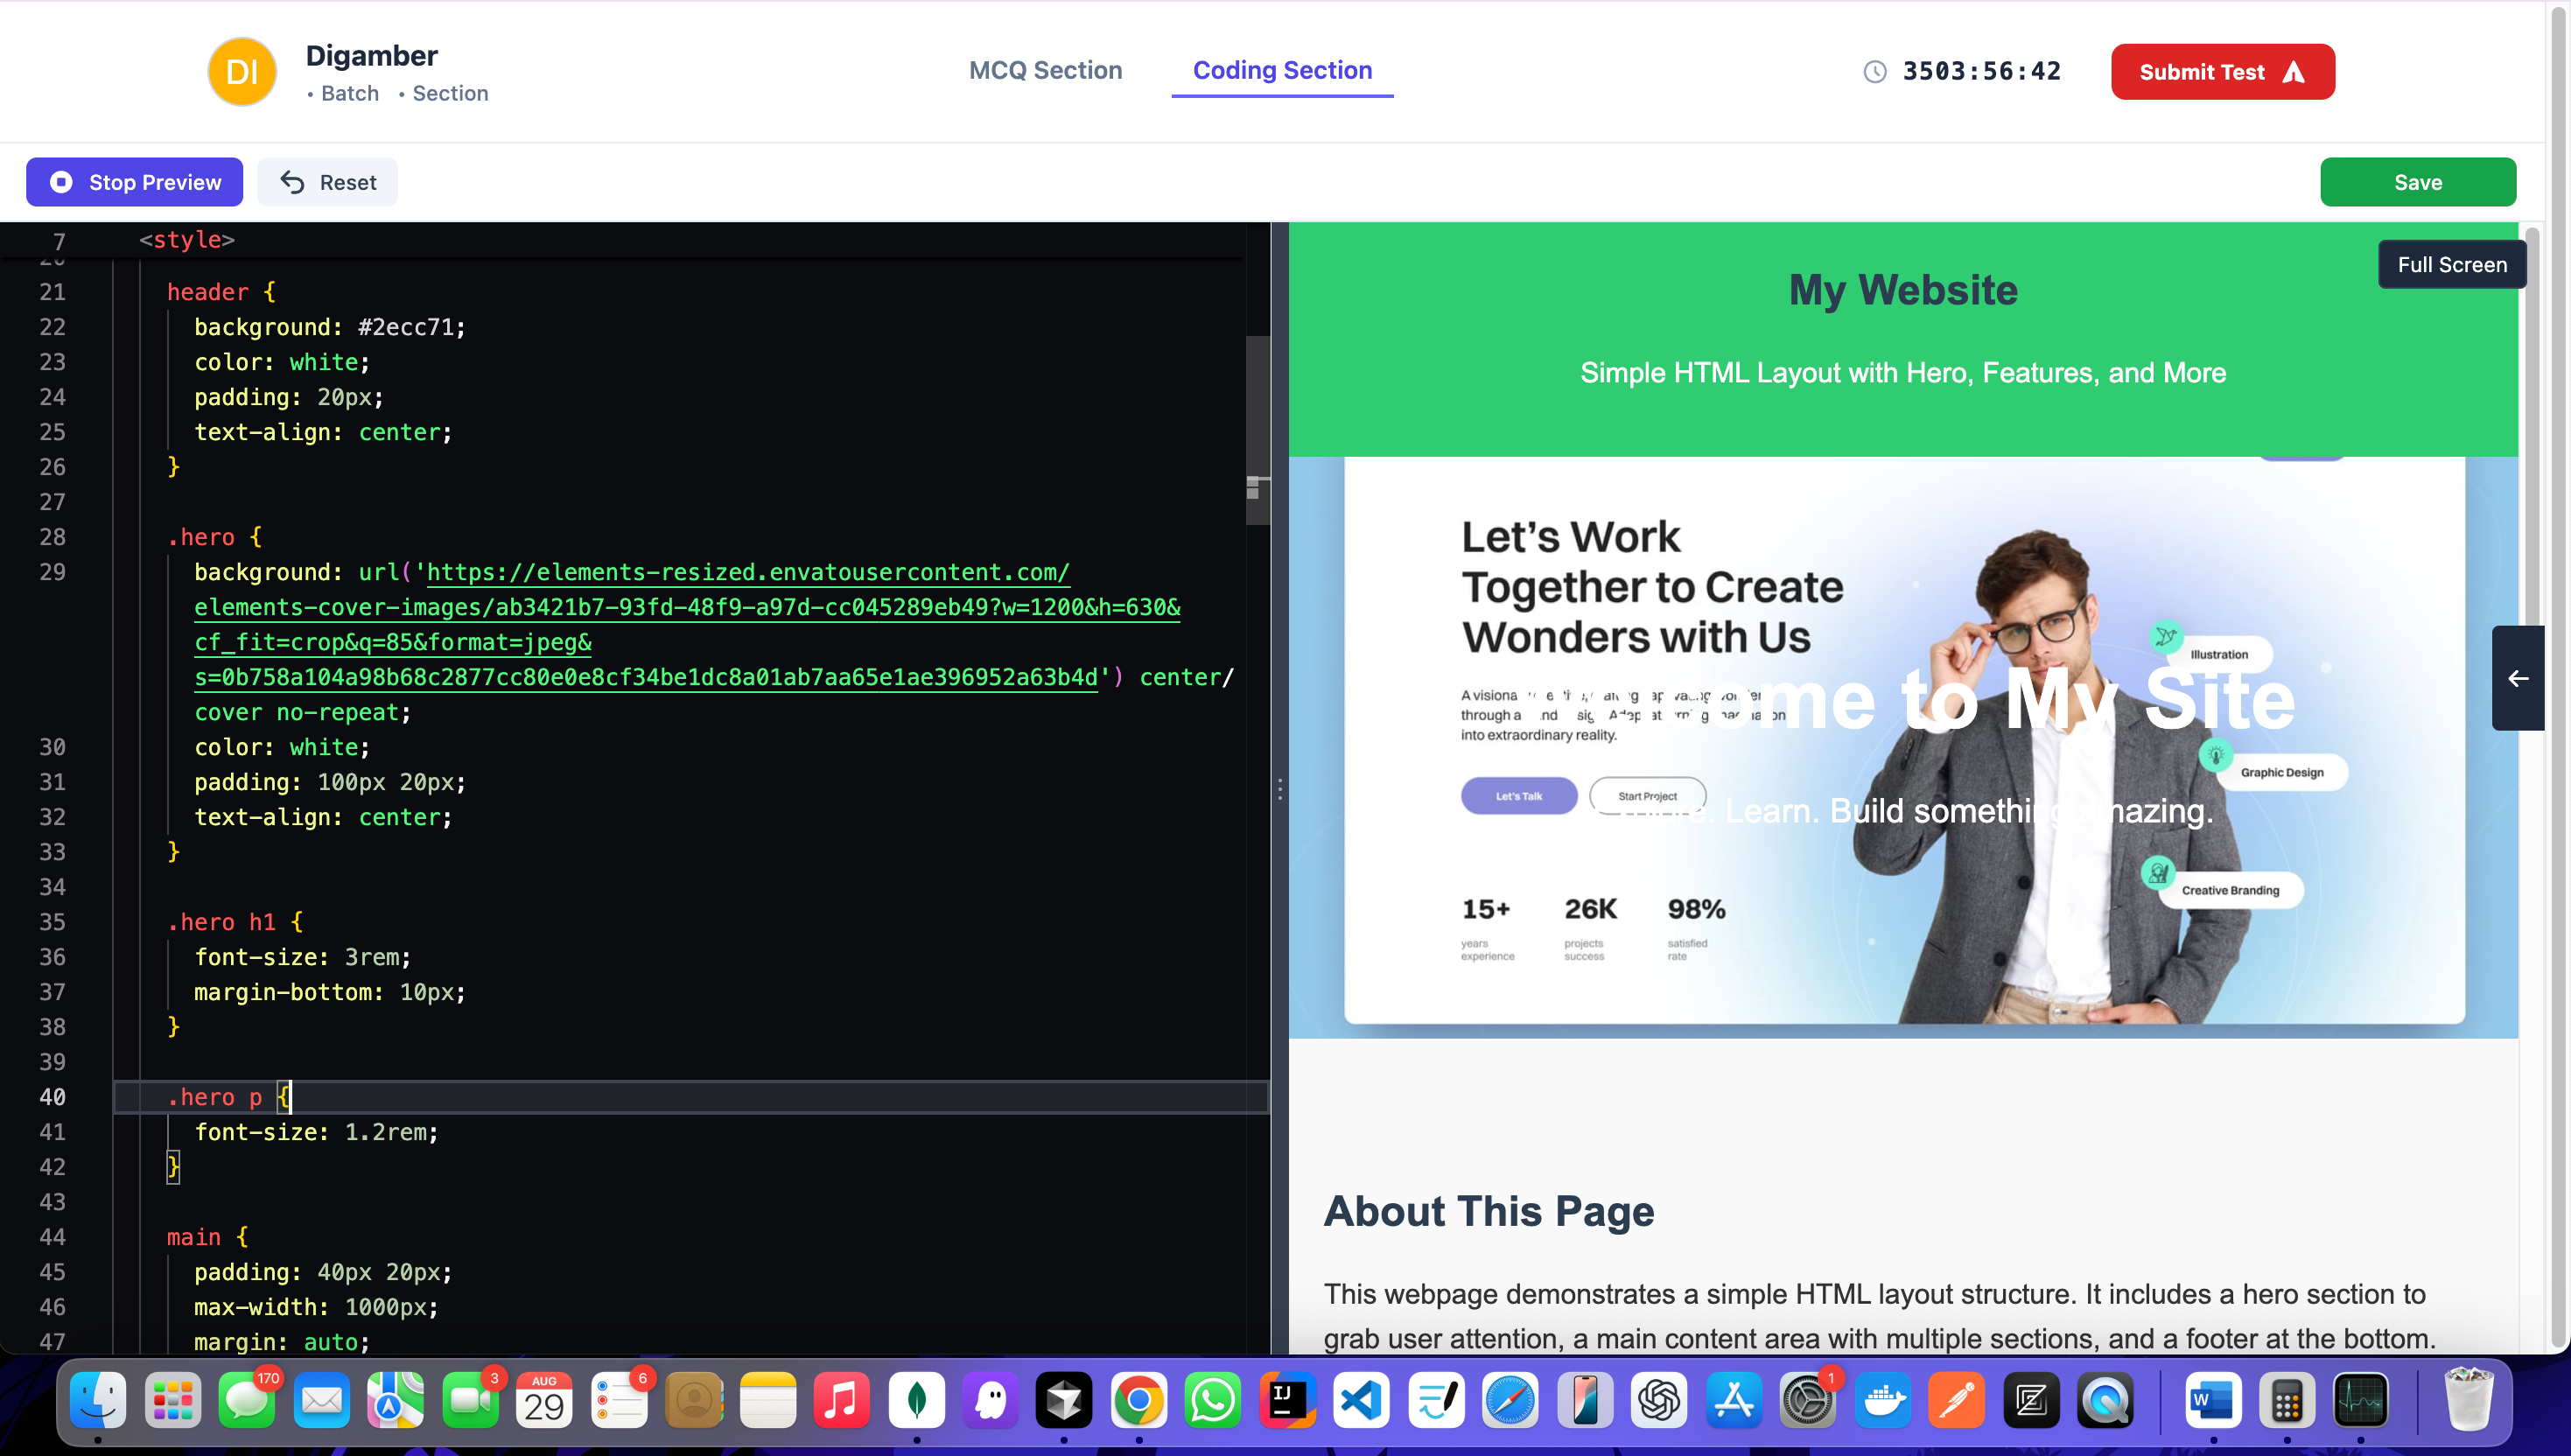 DI
Digamber
• Batch • Section
MCQ Section
Coding Section
3503:56:42
Submit Test
Stop Preview
Reset
Save
7 <style>
20
21 header {
22 background: #2ecc71;
23 color: white;
24 padding: 20px;
25 text-align: center;
26 }
27
28 .hero {
29 background: url('https://elements-resized.envatousercontent.com/
elements-cover-images/ab3421b7-93fd-48f9-a97d-cc045289eb49?w=1200&h=630&
cf_fit=crop&q=85&format=jpeg&
s=0b758a104a98b68c2877cc80e0e8cf34be1dc8a01ab7aa65e1ae396952a63b4d') center/
cover no-repeat;
30 color: white;
31 padding: 100px 20px;
32 text-align: center;
33 }
34
35 .hero h1 {
36 font-size: 3rem;
37 margin-bottom: 10px;
38 }
39
40 .hero p {
41 font-size: 1.2rem;
42 }
43
44 main {
45 padding: 40px 20px;
46 max-width: 1000px;
47 margin: auto;
Full Screen
My Website
Simple HTML Layout with Hero, Features, and More
Let's Work
Together to Create
Wonders with Us
Illustration
to My Site
through a
into extraordinary reality.
Graphic Design
Let's Talk
Start Project
Learn. Build something
Creative Branding
15+ 26K 98%
years projects satisfied
experience success rate
About This Page
This webpage demonstrates a simple HTML layout structure. It includes a hero section to
grab user attention, a main content area with multiple sections, and a footer at the bottom.
170
3
AUG
29
6
IJ
1
W